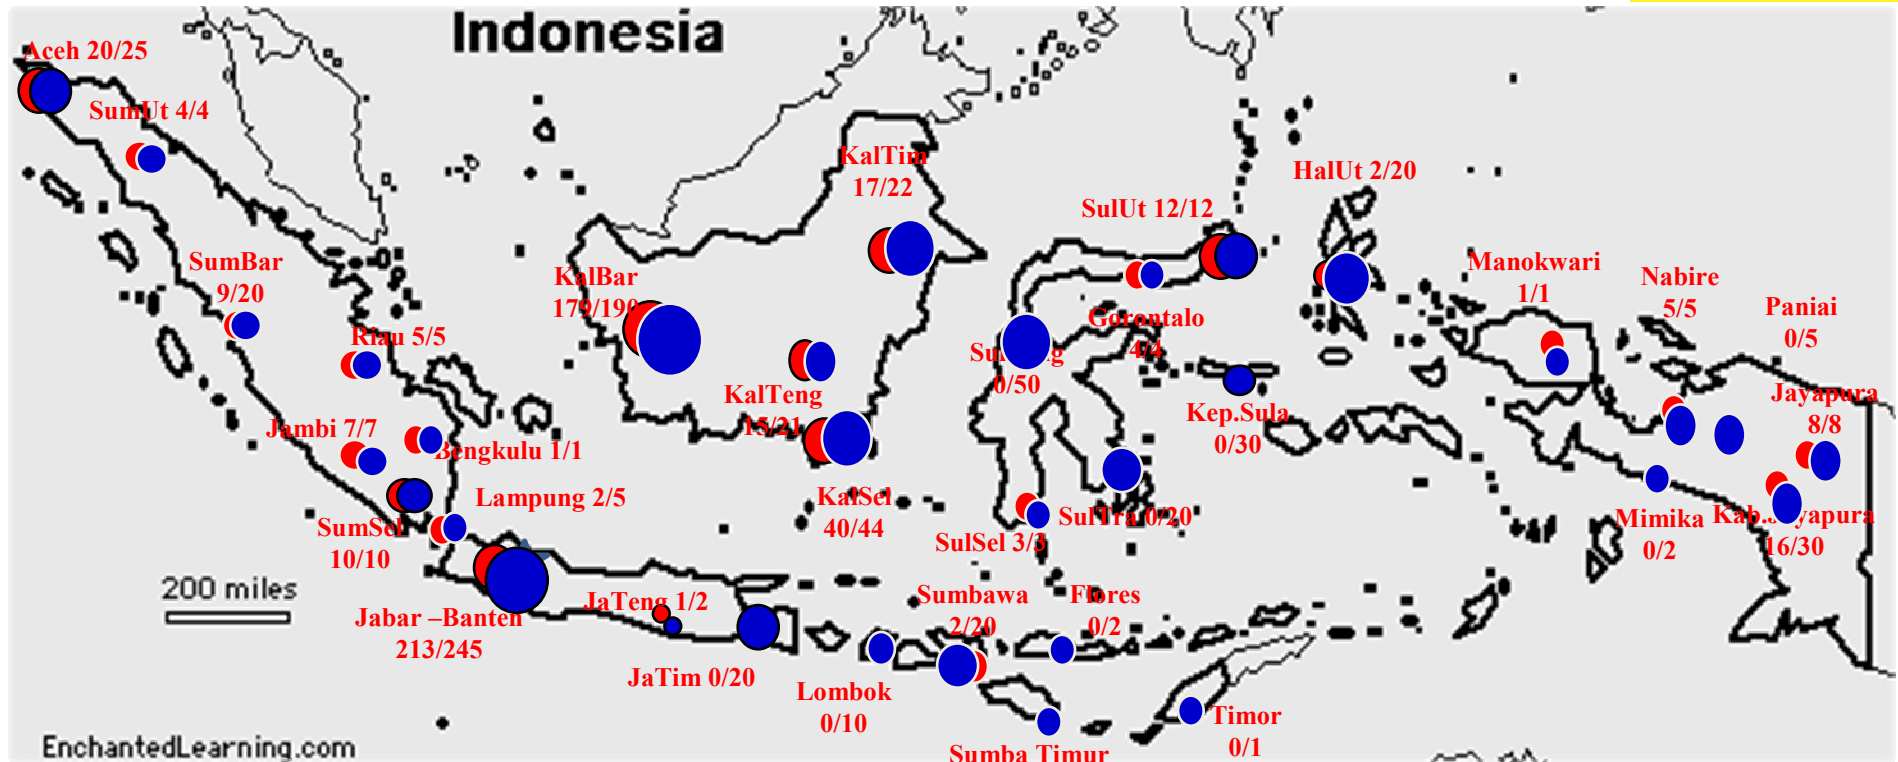 Indonesia
Aceh 20/25
SumUt 4/4
KalTim
17/22
HalUt 2/20
SulUt 12/12
SumBar
9/20
KalBar
179/190
Manokwari
1/1
Nabire
5/5
Paniai
0/5
Riau 5/5
Gorontalo
4/4
0/50
KalTeng
15/21
Kep.Sula
0/30
Jayapura
8/8
Jambi 7/7
Bengkulu 1/1
Lampung 2/5
KalSel
40/44
SumSel
10/10
SulTra 0/20
SulSel 3/3
Mimika
0/2
Kab.Jayapura
16/30
200 miles
Jabar –Banten
213/245
JaTeng 1/2
Sumbawa
2/20
Flores
0/2
JaTim 0/20
Lombok
0/10
Timor
0/1
Sumba Timur
EnchantedLearning.com